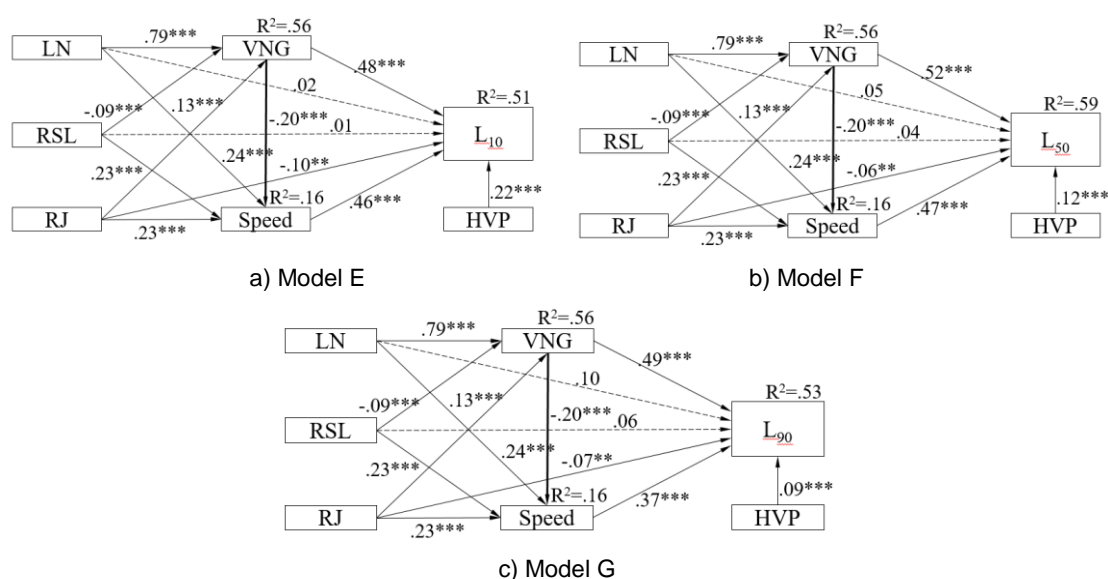 R²=.56
LN
.79***
VNG
.48***
.02
-.09***
.13***
R²=.51
RSL
-.20***
.01
L₁₀
.23***
.24***
-.10**
R²=.16
.46***
.22***
RJ
.23***
Speed
HVP
a) Model E
R²=.56
LN
.79***
VNG
.52***
.05
-.09***
.13***
R²=.59
RSL
-.20***
.04
L₅₀
.23***
.24***
-.06**
R²=.16
.47***
.12***
RJ
.23***
Speed
HVP
b) Model F
R²=.56
LN
.79***
VNG
.49***
.10
-.09***
.13***
R²=.53
RSL
-.20***
.06
L₉₀
.23***
.24***
-.07**
R²=.16
.37***
.09***
RJ
.23***
Speed
HVP
c) Model G